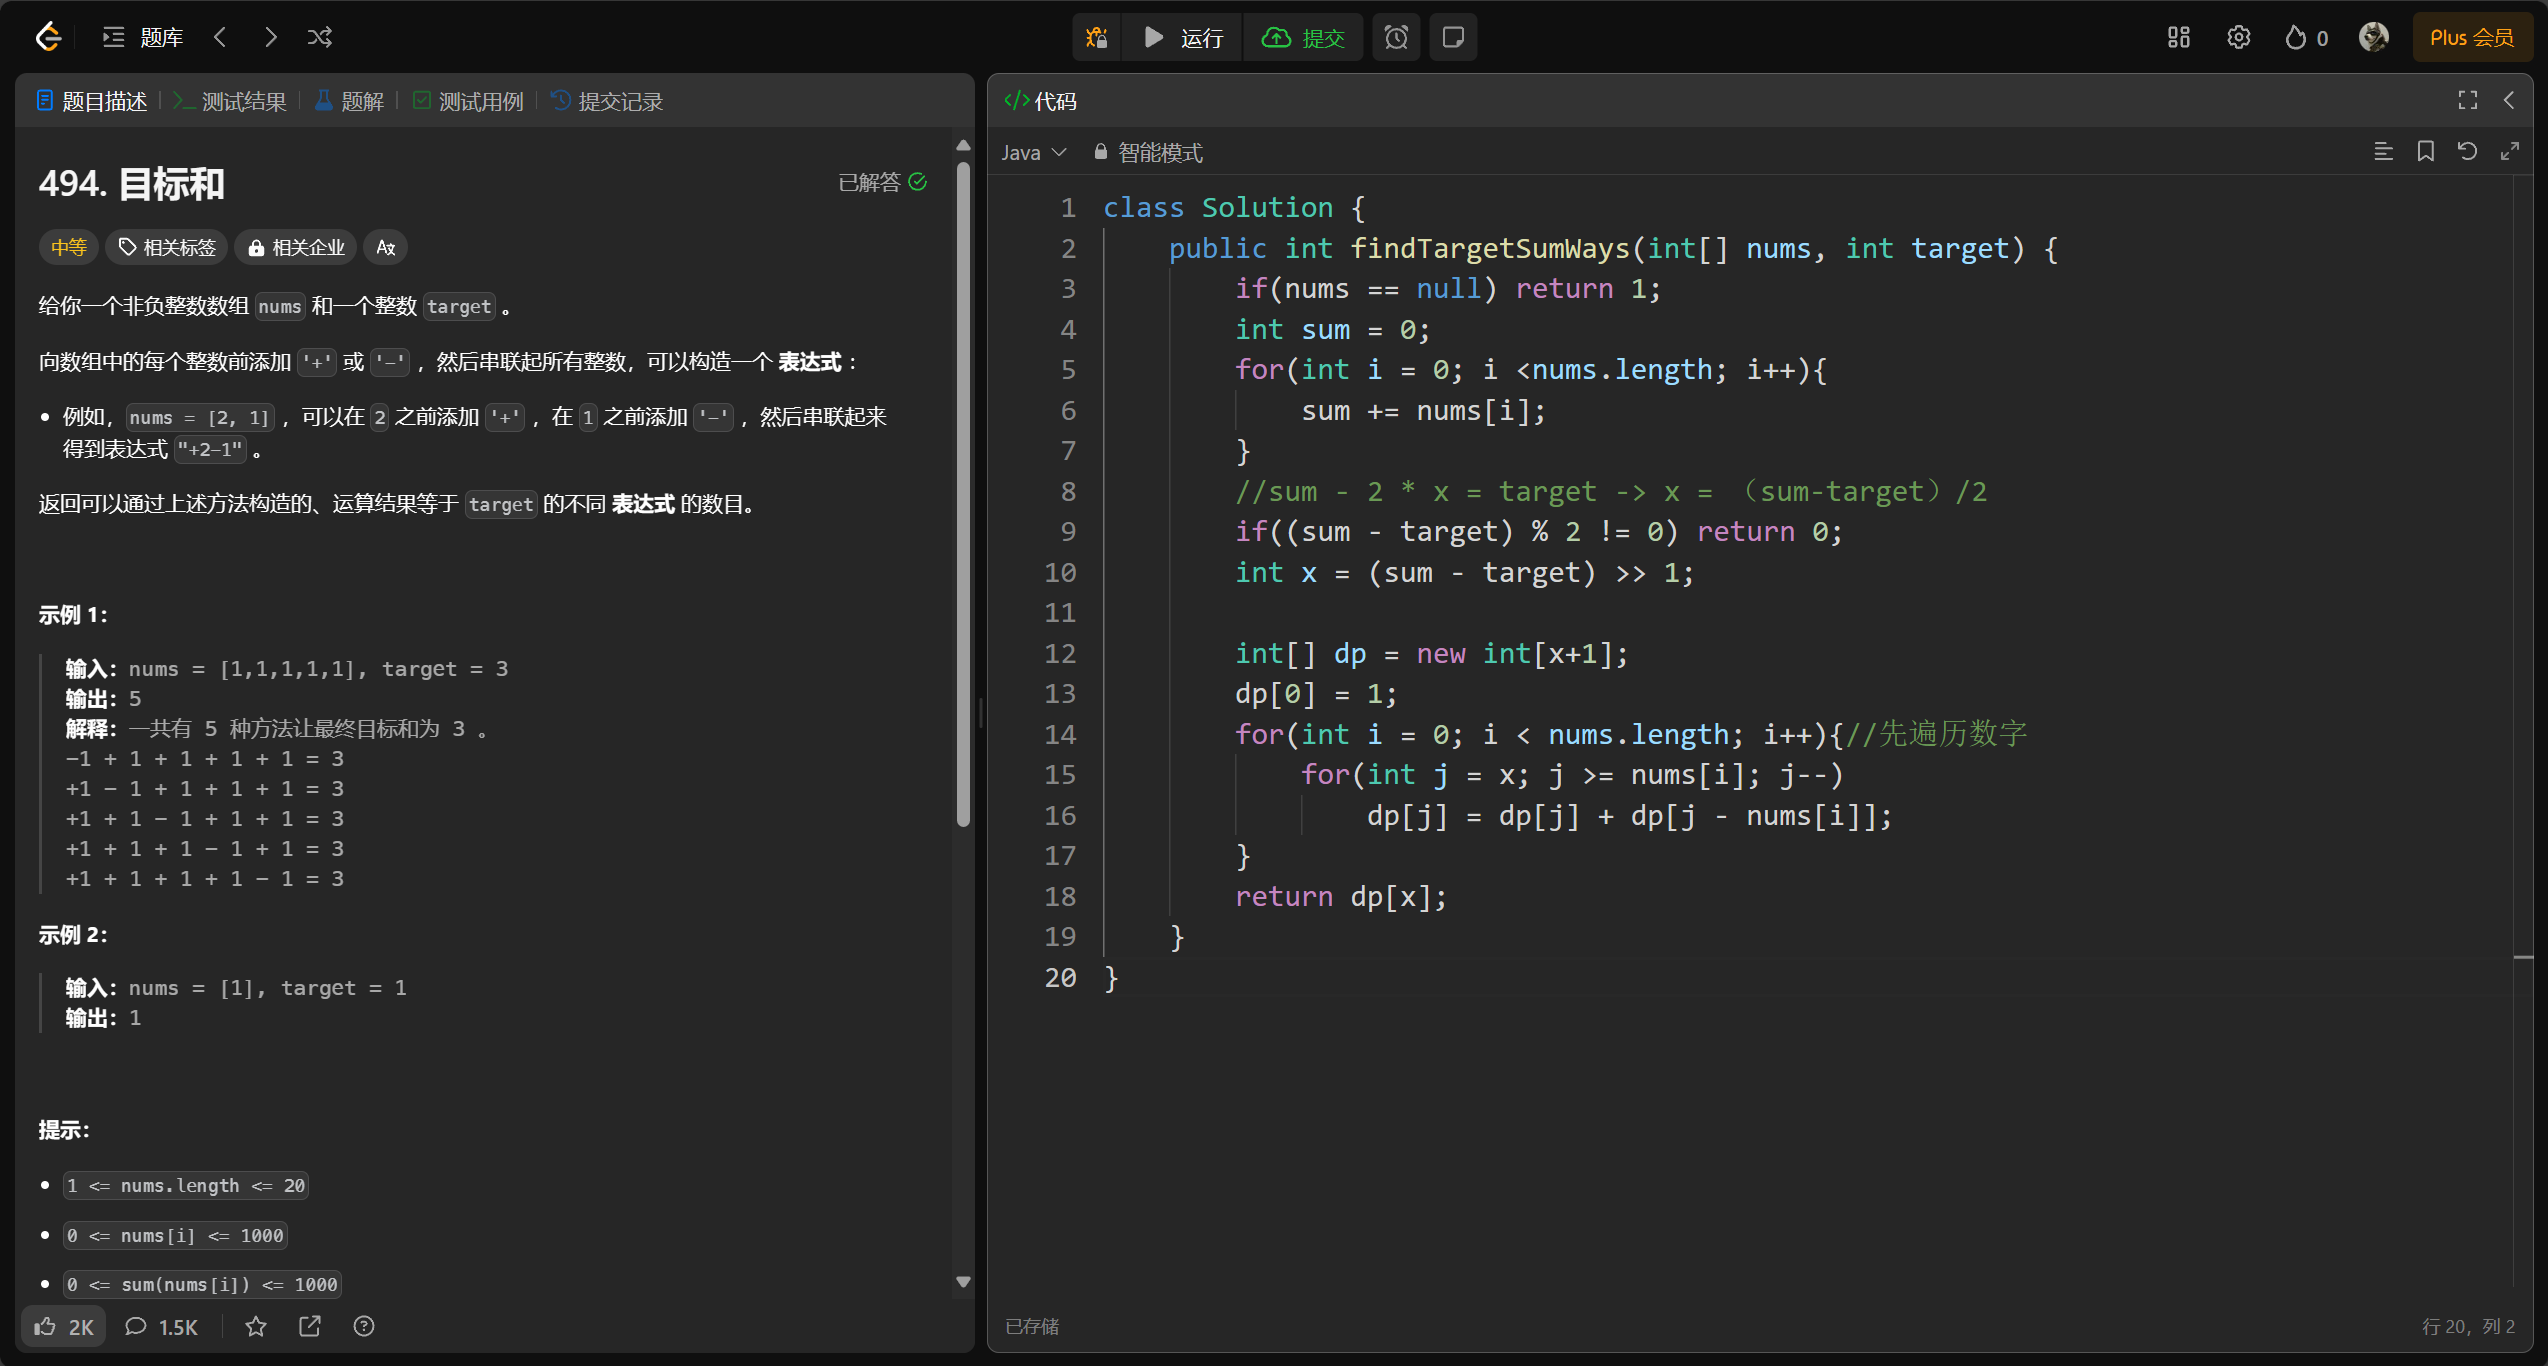 题库
运行
提交
0
Plus 会员
题目描述
测试结果
题解
测试用例
提交记录
494. 目标和
已解答
中等
相关标签
相关企业
给你一个非负整数数组 nums 和一个整数 target 。
向数组中的每个整数前添加 '+' 或 '-' ，然后串联起所有整数，可以构造一个 表达式 ：
例如，nums = [2, 1] ，可以在 2 之前添加 '+' ，在 1 之前添加 '-' ，然后串联起来
得到表达式 "+2-1" 。
返回可以通过上述方法构造的、运算结果等于 target 的不同 表达式 的数目。
示例 1：
输入：nums = [1,1,1,1,1], target = 3
输出：5
解释：一共有 5 种方法让最终目标和为 3 。
-1 + 1 + 1 + 1 + 1 = 3
+1 - 1 + 1 + 1 + 1 = 3
+1 + 1 - 1 + 1 + 1 = 3
+1 + 1 + 1 - 1 + 1 = 3
+1 + 1 + 1 + 1 - 1 = 3
示例 2：
输入：nums = [1], target = 1
输出：1
提示：
1 <= nums.length <= 20
0 <= nums[i] <= 1000
0 <= sum(nums[i]) <= 1000
2K
1.5K
代码
Java
智能模式
1 class Solution {
2     public int findTargetSumWays(int[] nums, int target) {
3         if(nums == null) return 1;
4         int sum = 0;
5         for(int i = 0; i <nums.length; i++){
6             sum += nums[i];
7         }
8         //sum - 2 * x = target -> x = （sum-target）/2
9         if((sum - target) % 2 != 0) return 0;
10         int x = (sum - target) >> 1;
11
12         int[] dp = new int[x+1];
13         dp[0] = 1;
14         for(int i = 0; i < nums.length; i++){//先遍历数字
15             for(int j = x; j >= nums[i]; j--)
16                 dp[j] = dp[j] + dp[j - nums[i]];
17         }
18         return dp[x];
19     }
20 }
已存储
行 20，列 2